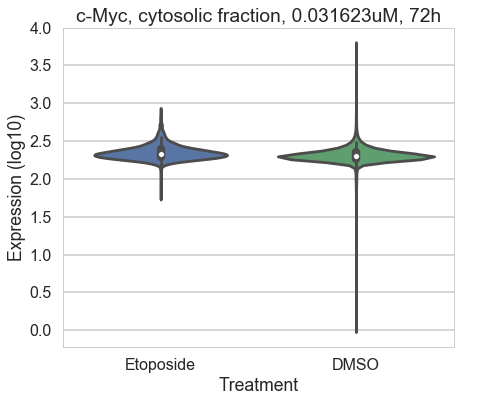 c-Myc, cytosolic fraction, 0.031623uM, 72h
4.0
3.5
3.0
2.5
2.0
1.5
1.0
0.5
0.0
Expression (log10)
Etoposide DMSO
Treatment